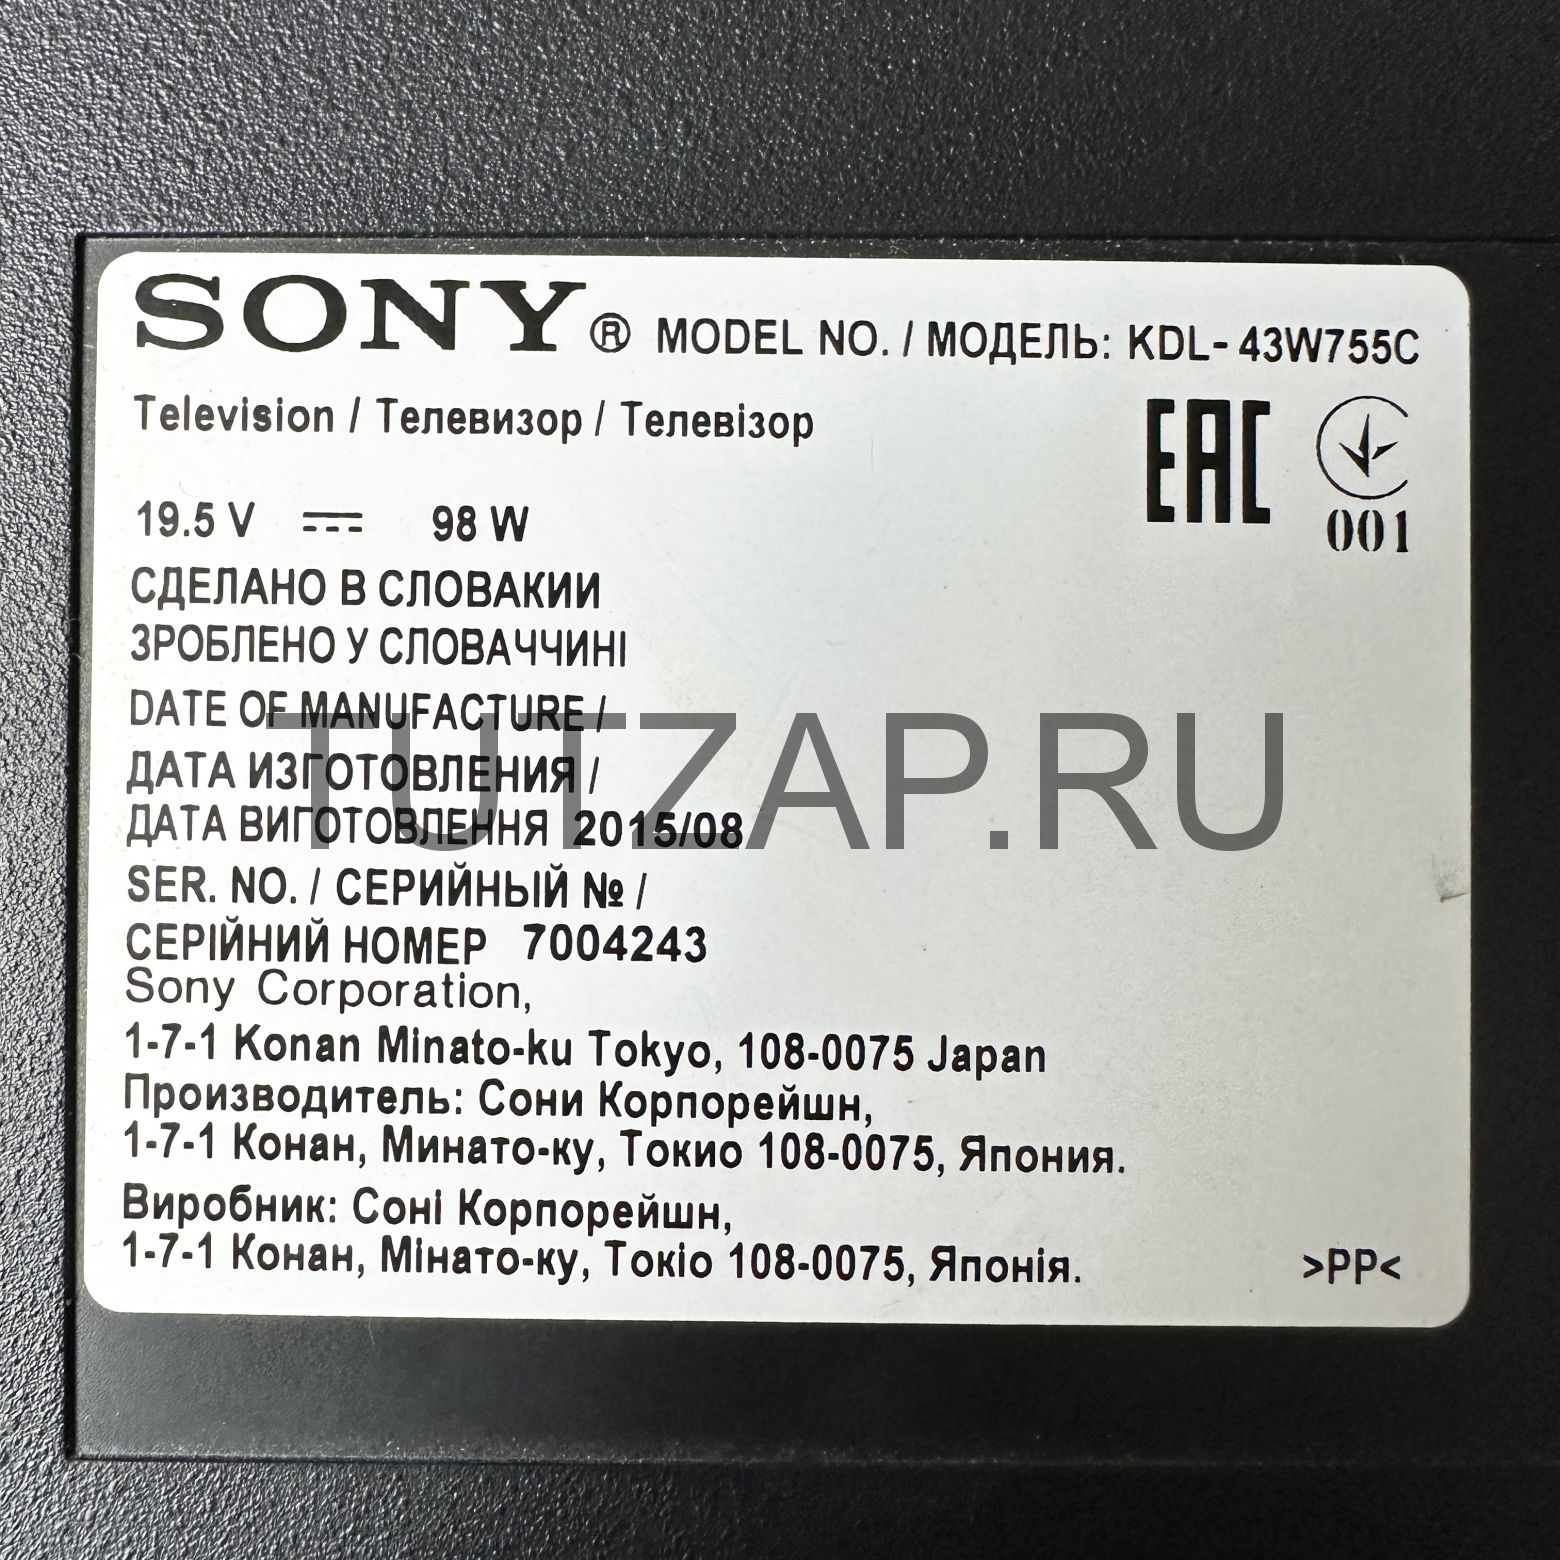 SONY® MODEL NO. / МОДЕЛЬ: KDL- 43W755C
Television / Телевизор / Телевізор
EAC
19.5 V 98 W
001
СДЕЛАНО В СЛОВАКИИ
ЗРОБЛЕНО У СЛОВАЧЧИНІ
DATE OF MANUFACTURE /
ДАТА ИЗГОТОВЛЕНИЯ /
ДАТА ВИГОТОВЛЕННЯ 2015/08
TUTZAP.RU
SER. NO. / СЕРИЙНЫЙ № /
СЕРІЙНИЙ НОМЕР 7004243
Sony Corporation,
1-7-1 Konan Minato-ku Tokyo, 108-0075 Japan
Производитель: Сони Корпорейшн,
1-7-1 Конан, Минато-ку, Токио 108-0075, Япония.
Виробник: Соні Корпорейшн,
1-7-1 Конан, Мінато-ку, Токіо 108-0075, Японія.
>PP<